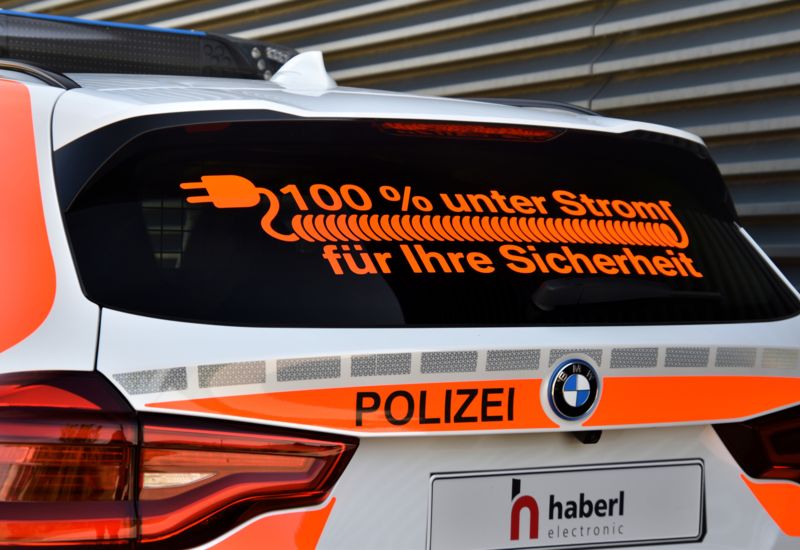 100 % unter Strom
für Ihre Sicherheit
POLIZEI
BMW
haberl
electronic